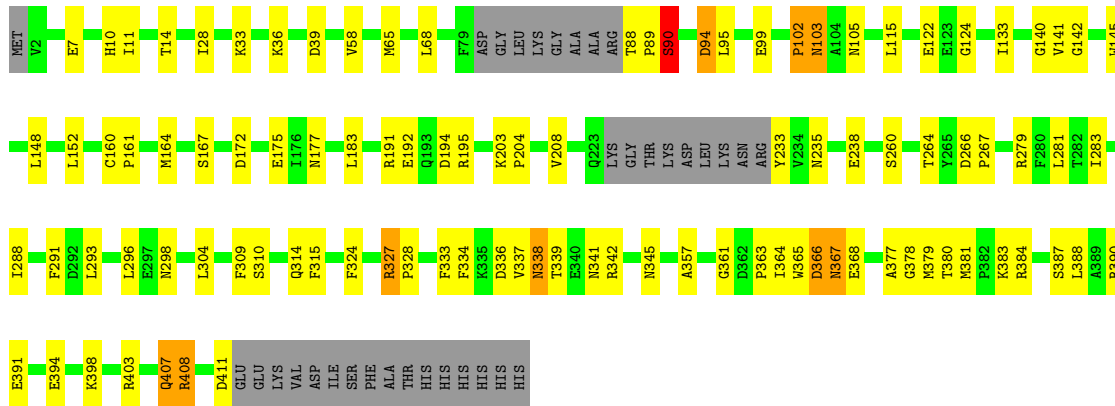 MET V2 E7 H10 I11 T14 I28 K33 K36 D39 V58 M65 L68 F79 ASP GLY LEU LYS GLY ALA ALA ARG T88 P89 S90 D94 L95 E99 P102 N103 A104 N105 L115 E122 E123 G124 I133 G140 V141 G142 W145
L148 L152 C160 P161 M164 S167 D172 E175 I176 N177 L183 R191 E192 Q193 D194 R195 K203 P204 V208 Q223 LYS GLY THR LYS ASP LEU LYS ASN ARG Y233 V234 N235 E238 S260 T264 Y265 D266 P267 R279 F280 L281 T282 I283
I288 F291 D292 L293 L296 E297 N298 L304 F309 S310 Q314 F315 F324 R327 P328 F333 F334 K335 D336 V337 N338 T339 E340 N341 R342 N345 A357 G361 D362 P363 I364 W365 D366 N367 E368 A377 G378 M379 T380 M381 P382 K383 R384 S387 L388 A389
E391 E394 K398 R403 Q407 R408 D411 GLU GLU LYS VAL ASP ILE SER PHE ALA THR HIS HIS HIS HIS HIS HIS